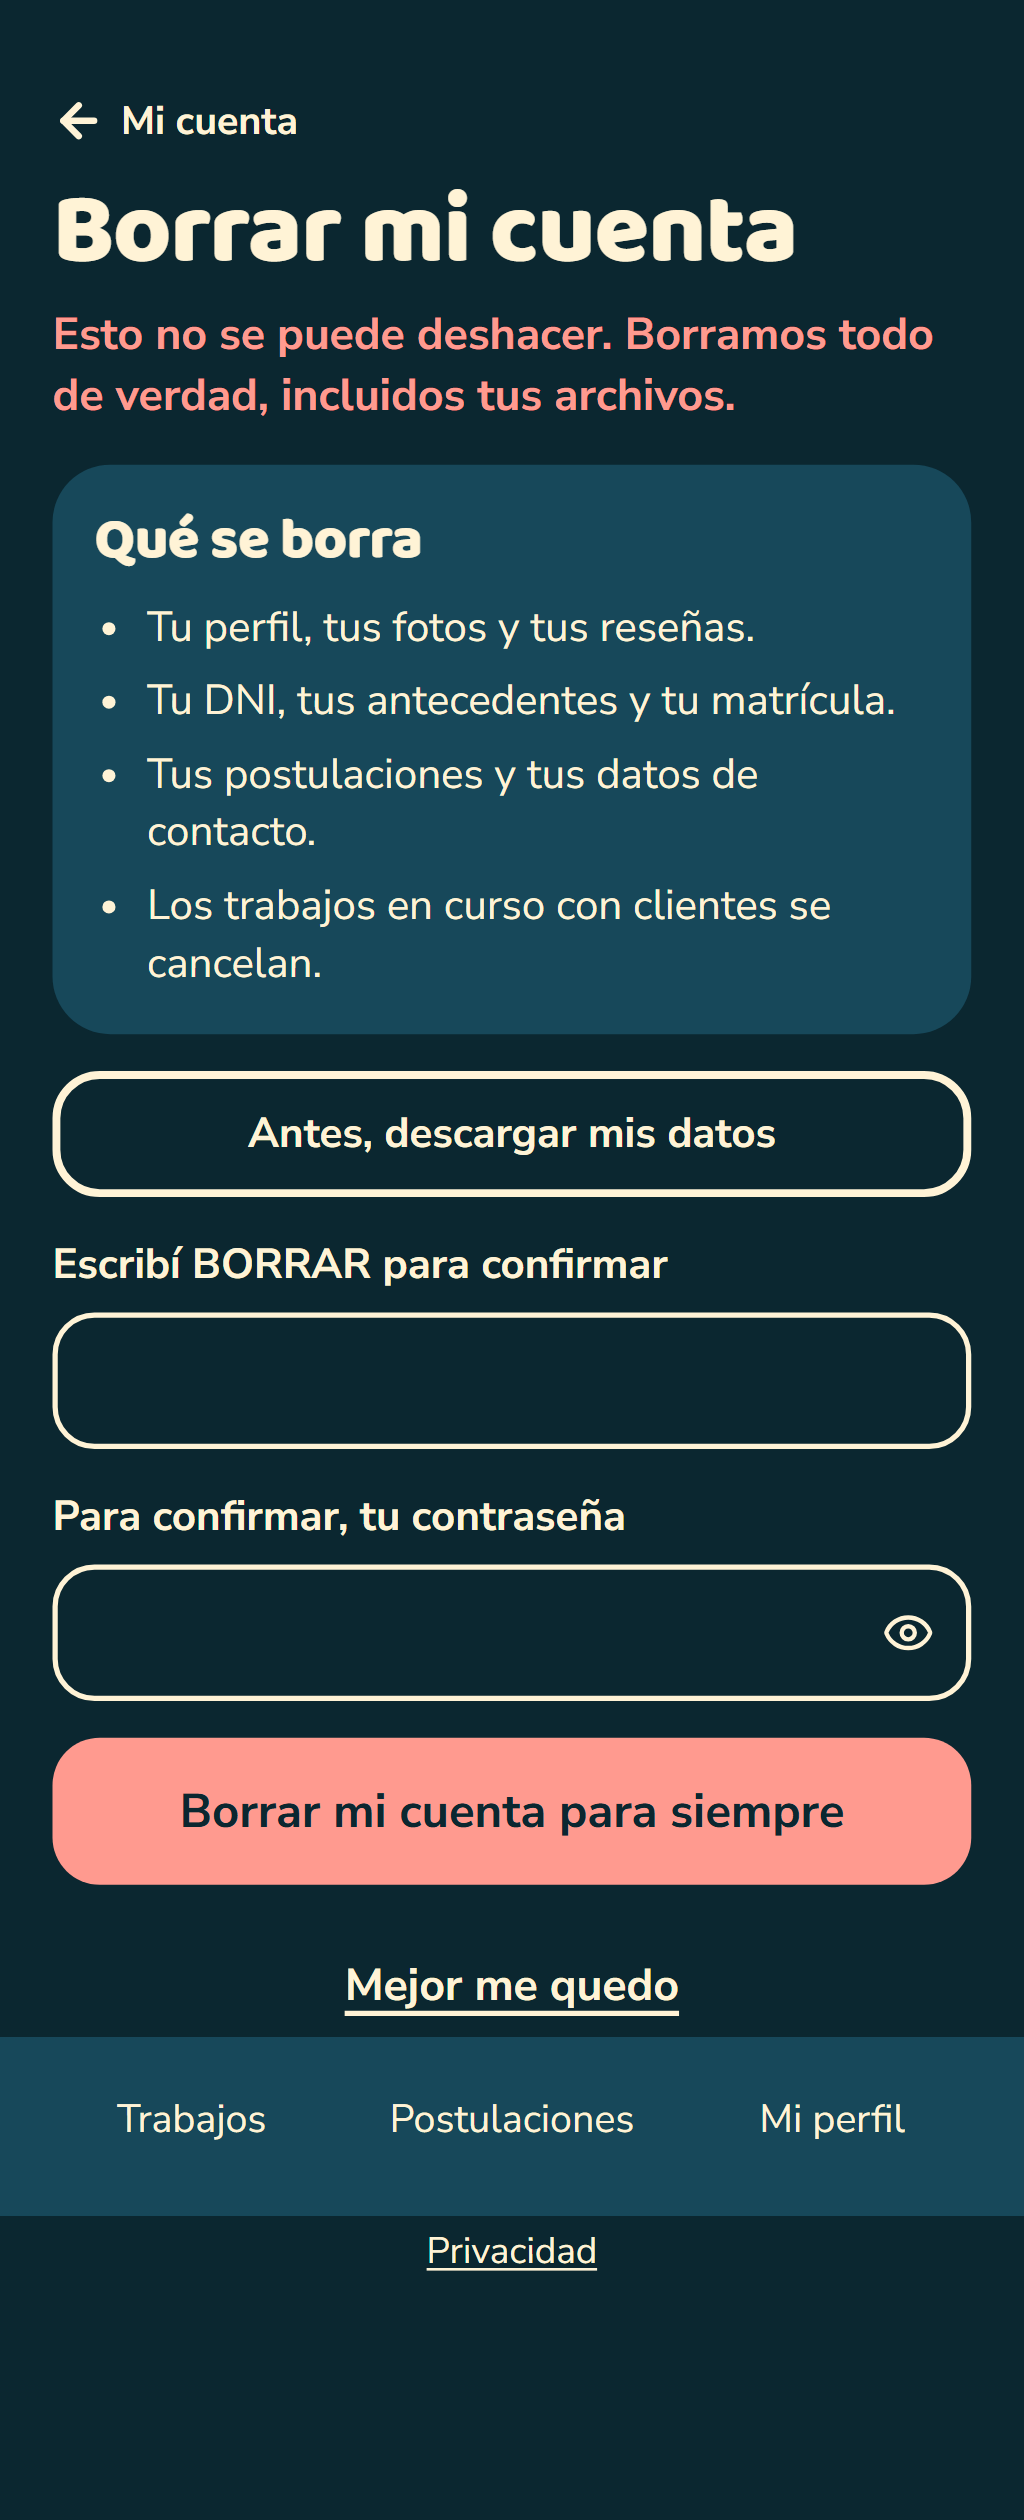 Mi cuenta
Borrar mi cuenta
Esto no se puede deshacer. Borramos todo
de verdad, incluidos tus archivos.
Qué se borra
• Tu perfil, tus fotos y tus reseñas.
• Tu DNI, tus antecedentes y tu matrícula.
• Tus postulaciones y tus datos de
contacto.
• Los trabajos en curso con clientes se
cancelan.
Antes, descargar mis datos
Escribí BORRAR para confirmar
Para confirmar, tu contraseña
Borrar mi cuenta para siempre
Mejor me quedo
Trabajos
Postulaciones
Mi perfil
Privacidad